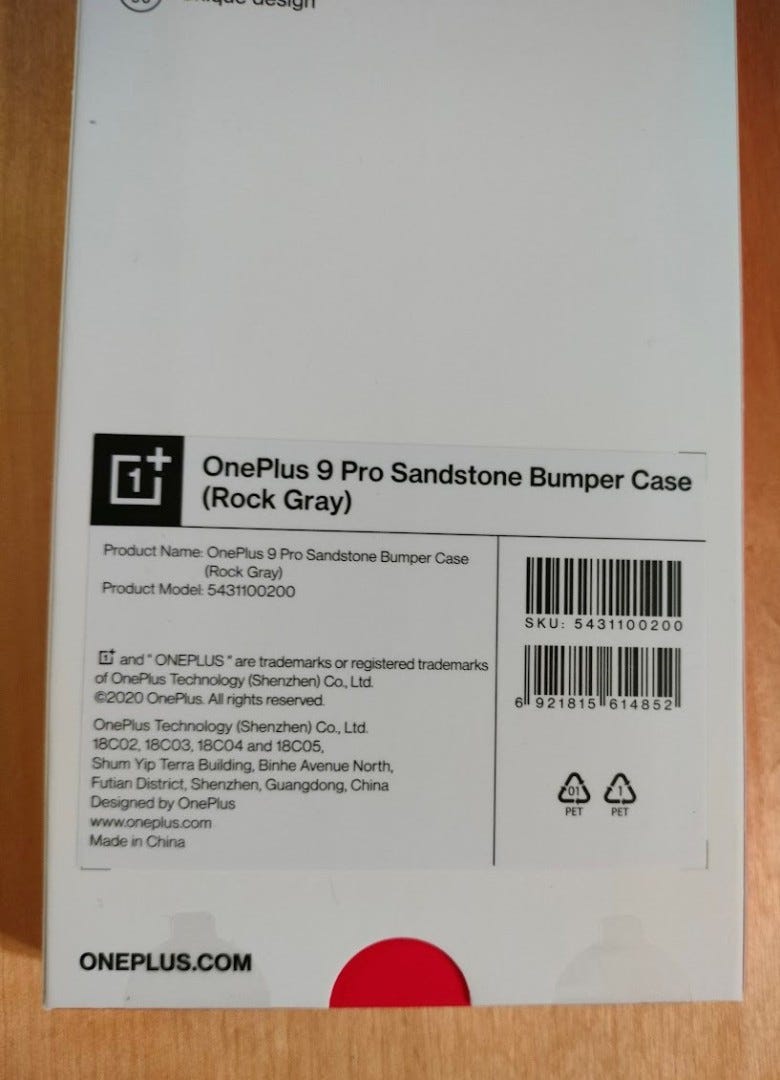 unique design
OnePlus 9 Pro Sandstone Bumper Case
(Rock Gray)
Product Name: OnePlus 9 Pro Sandstone Bumper Case
(Rock Gray)
Product Model: 5431100200
and "ONEPLUS" are trademarks or registered trademarks
of OnePlus Technology (Shenzhen) Co., Ltd.
©2020 OnePlus. All rights reserved.
OnePlus Technology (Shenzhen) Co., Ltd.
18C02, 18C03, 18C04 and 18C05,
Shum Yip Terra Building, Binhe Avenue North,
Futian District, Shenzhen, Guangdong, China
Designed by OnePlus
www.oneplus.com
Made in China
SKU: 5431100200
6 921815 614852
01 1
PET PET
ONEPLUS.COM